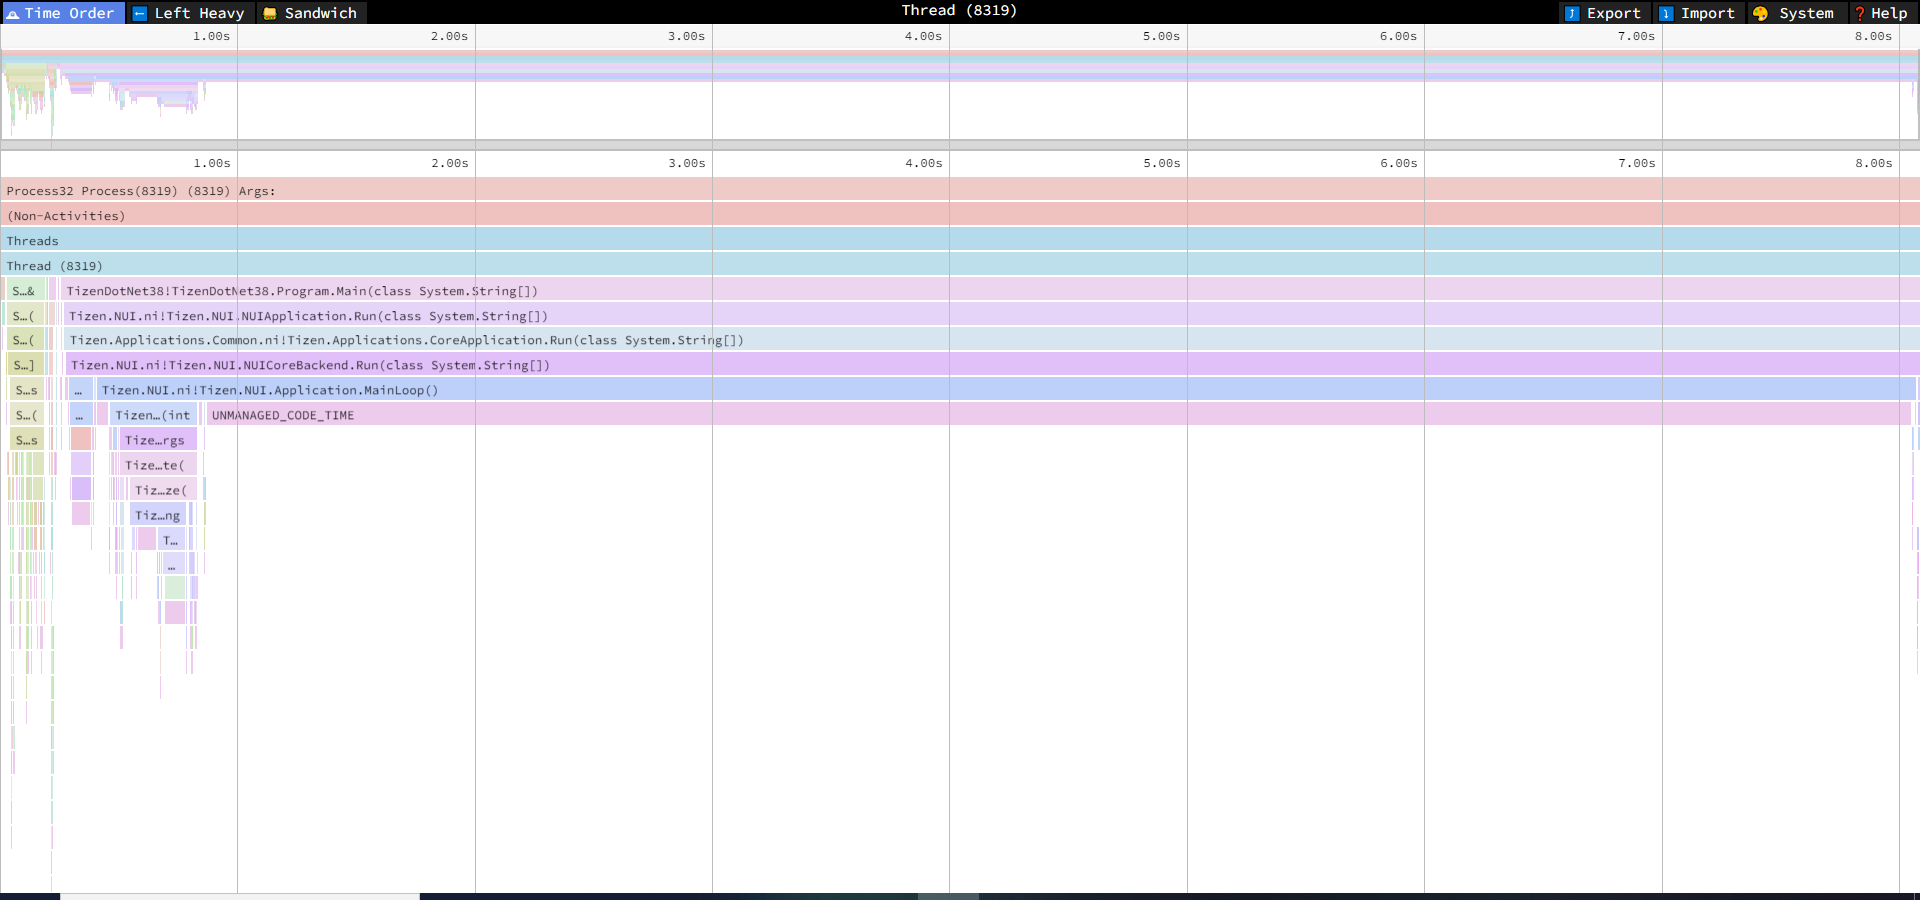 Time Order Left Heavy Sandwich Thread (8319) Export Import System Help
1.00s 2.00s 3.00s 4.00s 5.00s 6.00s 7.00s 8.00s
1.00s 2.00s 3.00s 4.00s 5.00s 6.00s 7.00s 8.00s
Process32 Process(8319) (8319) Args:
(Non-Activities)
Threads
Thread (8319)
S…& TizenDotNet38!TizenDotNet38.Program.Main(class System.String[])
S…( Tizen.NUI.ni!Tizen.NUI.NUIApplication.Run(class System.String[])
S…( Tizen.Applications.Common.ni!Tizen.Applications.CoreApplication.Run(class System.String[])
S…] Tizen.NUI.ni!Tizen.NUI.NUICoreBackend.Run(class System.String[])
S…s … Tizen.NUI.ni!Tizen.NUI.Application.MainLoop()
S…( … Tizen…(int UNMANAGED_CODE_TIME
S…s Tize…rgs
Tize…te(
Tiz…ze(
Tiz…ng
T…
…